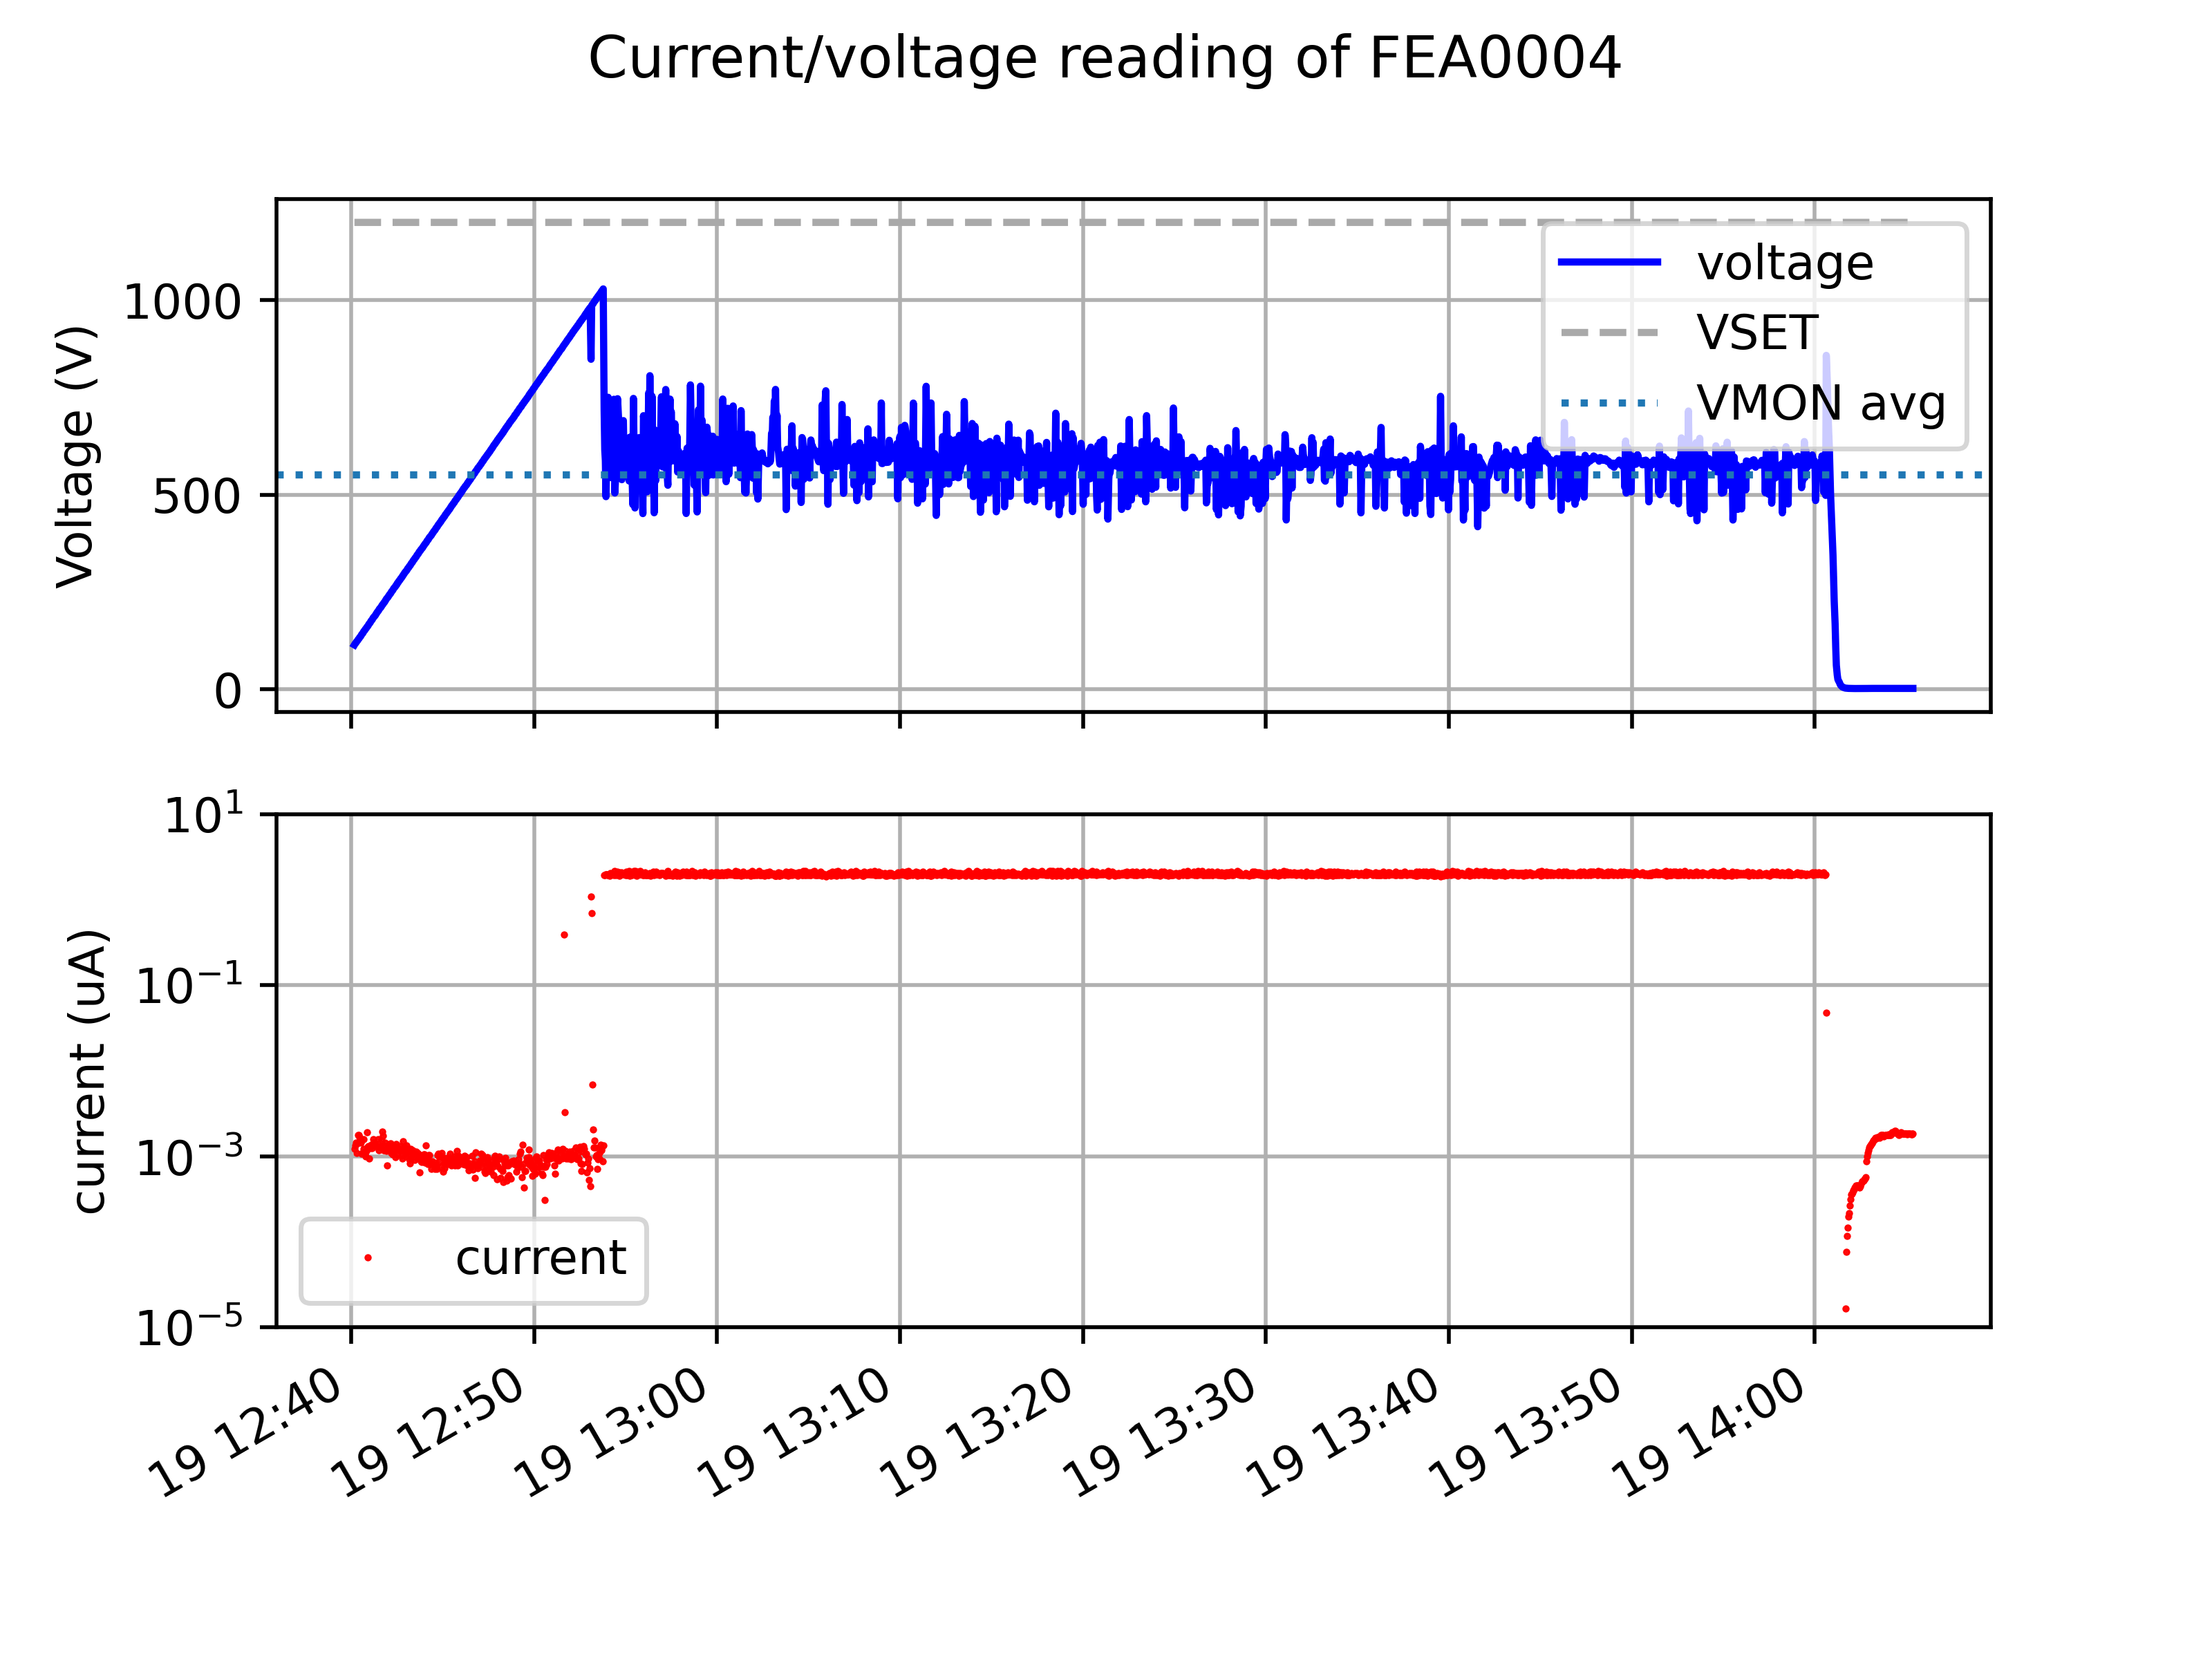 Current/voltage reading of FEA0004
Voltage (V)
1000
500
0
voltage
VSET
VMON avg
current (uA)
10¹
10⁻¹
10⁻³
10⁻⁵
current
19 12:40
19 12:50
19 13:00
19 13:10
19 13:20
19 13:30
19 13:40
19 13:50
19 14:00